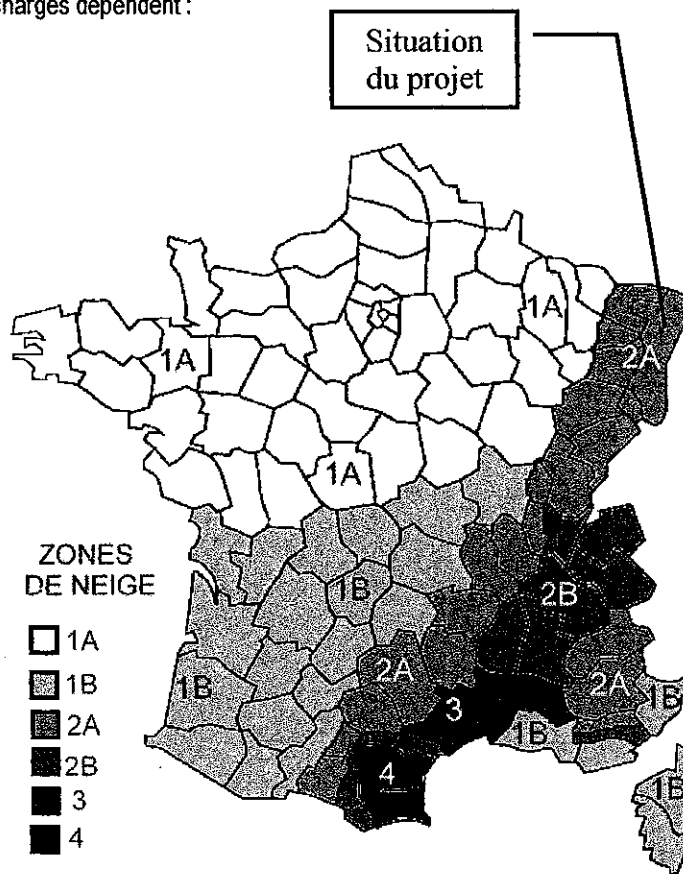 charges dépendent :
Situation
du projet
1A
2A
1A
1A
1B
2B
1B
2A
2A
1B
3
1B
4
1B
ZONES
DE NEIGE
1A
1B
2A
2B
3
4